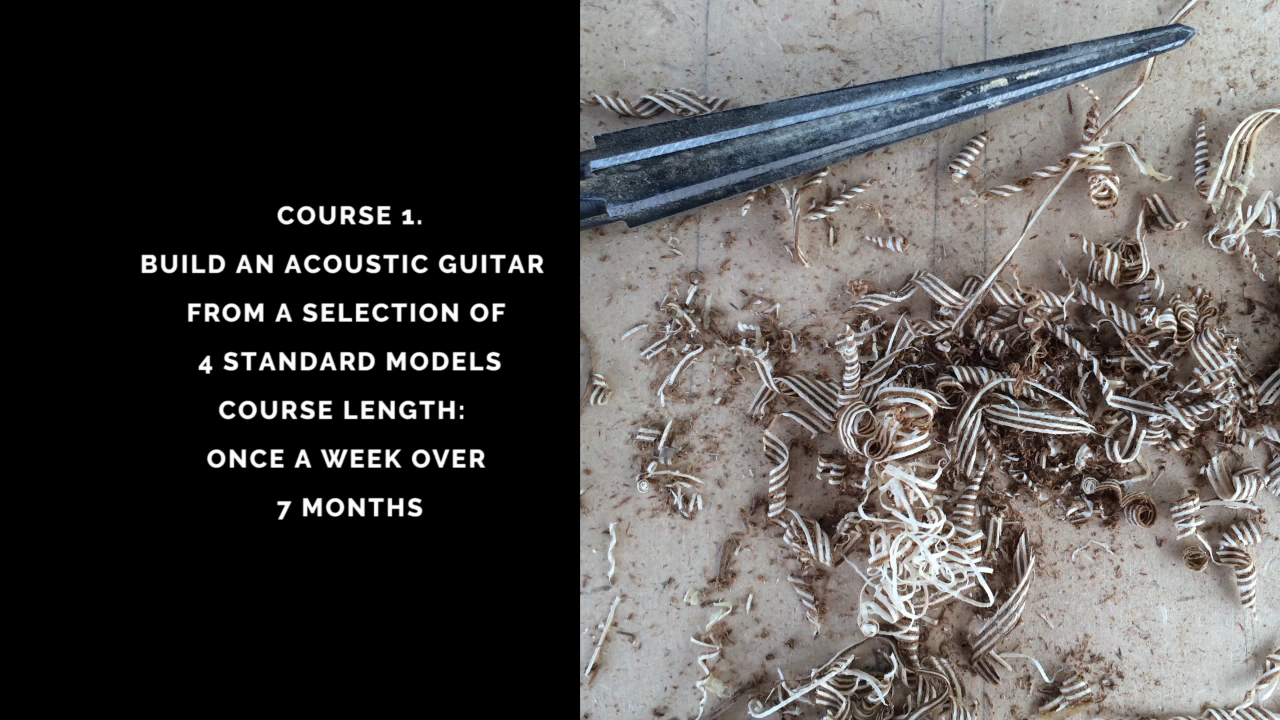 COURSE 1.
BUILD AN ACOUSTIC GUITAR
FROM A SELECTION OF
4 STANDARD MODELS
COURSE LENGTH:
ONCE A WEEK OVER
7 MONTHS